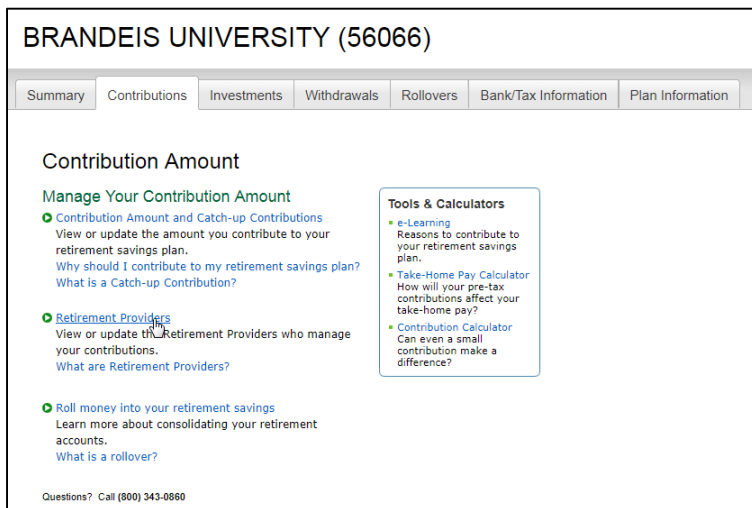 BRANDEIS UNIVERSITY (56066)
Summary Contributions Investments Withdrawals Rollovers Bank/Tax Information Plan Information
Contribution Amount
Manage Your Contribution Amount
Contribution Amount and Catch-up Contributions
View or update the amount you contribute to your
retirement savings plan.
Why should I contribute to my retirement savings plan?
What is a Catch-up Contribution?
Retirement Providers
View or update the Retirement Providers who manage
your contributions.
What are Retirement Providers?
Roll money into your retirement savings
Learn more about consolidating your retirement
accounts.
What is a rollover?
Questions? Call (800) 343-0860
Tools & Calculators
e-Learning
Reasons to contribute to
your retirement savings
plan.
Take-Home Pay Calculator
How will your pre-tax
contributions affect your
take-home pay?
Contribution Calculator
Can even a small
contribution make a
difference?